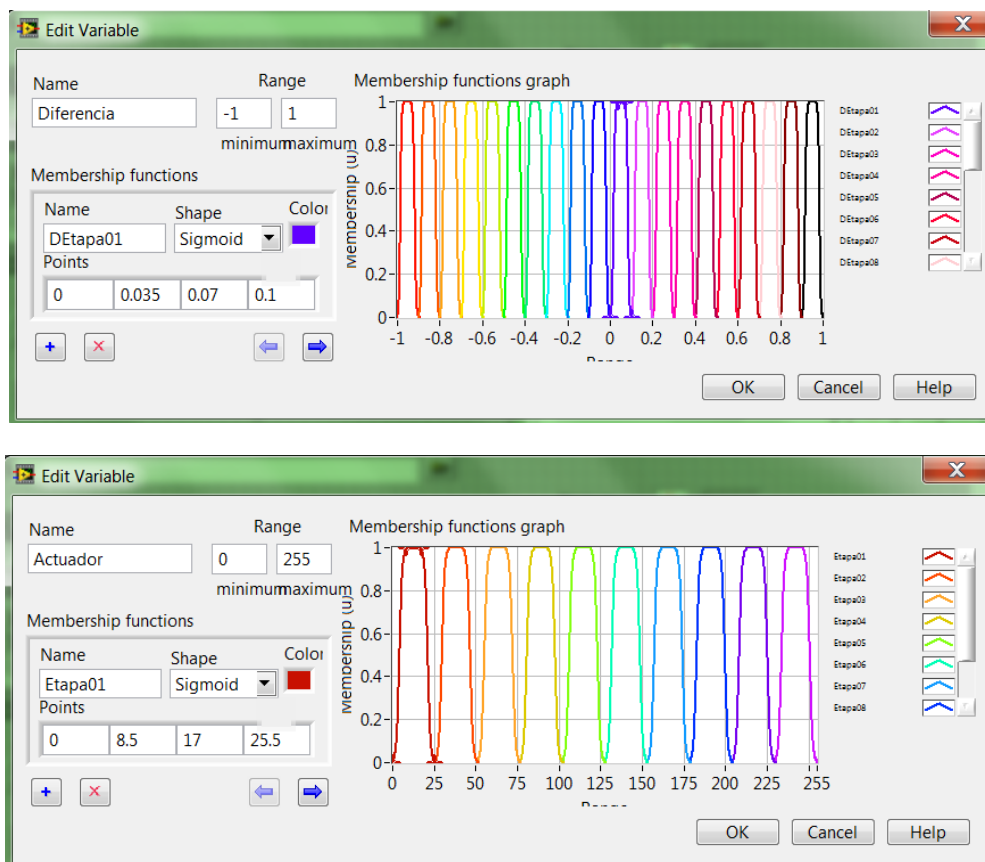 Edit Variable
X
Name
Range
Membership functions graph
Diferencia
-1
1
minimum
maximum
Membership functions
Name
Shape
Color
DEtapa01
Sigmoid
Points
0
0.035
0.07
0.1
+
×
Membership (u)
1
0.8
0.6
0.4
0.2
0
-1 -0.8 -0.6 -0.4 -0.2 0 0.2 0.4 0.6 0.8 1
Range
DEtapa01
DEtapa02
DEtapa03
DEtapa04
DEtapa05
DEtapa06
DEtapa07
DEtapa08
OK
Cancel
Help
Edit Variable
X
Name
Range
Membership functions graph
Actuador
0
255
minimum
maximum
Membership functions
Name
Shape
Color
Etapa01
Sigmoid
Points
0
8.5
17
25.5
+
×
Membership (u)
1
0.8
0.6
0.4
0.2
0
0 25 50 75 100 125 150 175 200 225 255
Range
Etapa01
Etapa02
Etapa03
Etapa04
Etapa05
Etapa06
Etapa07
Etapa08
OK
Cancel
Help